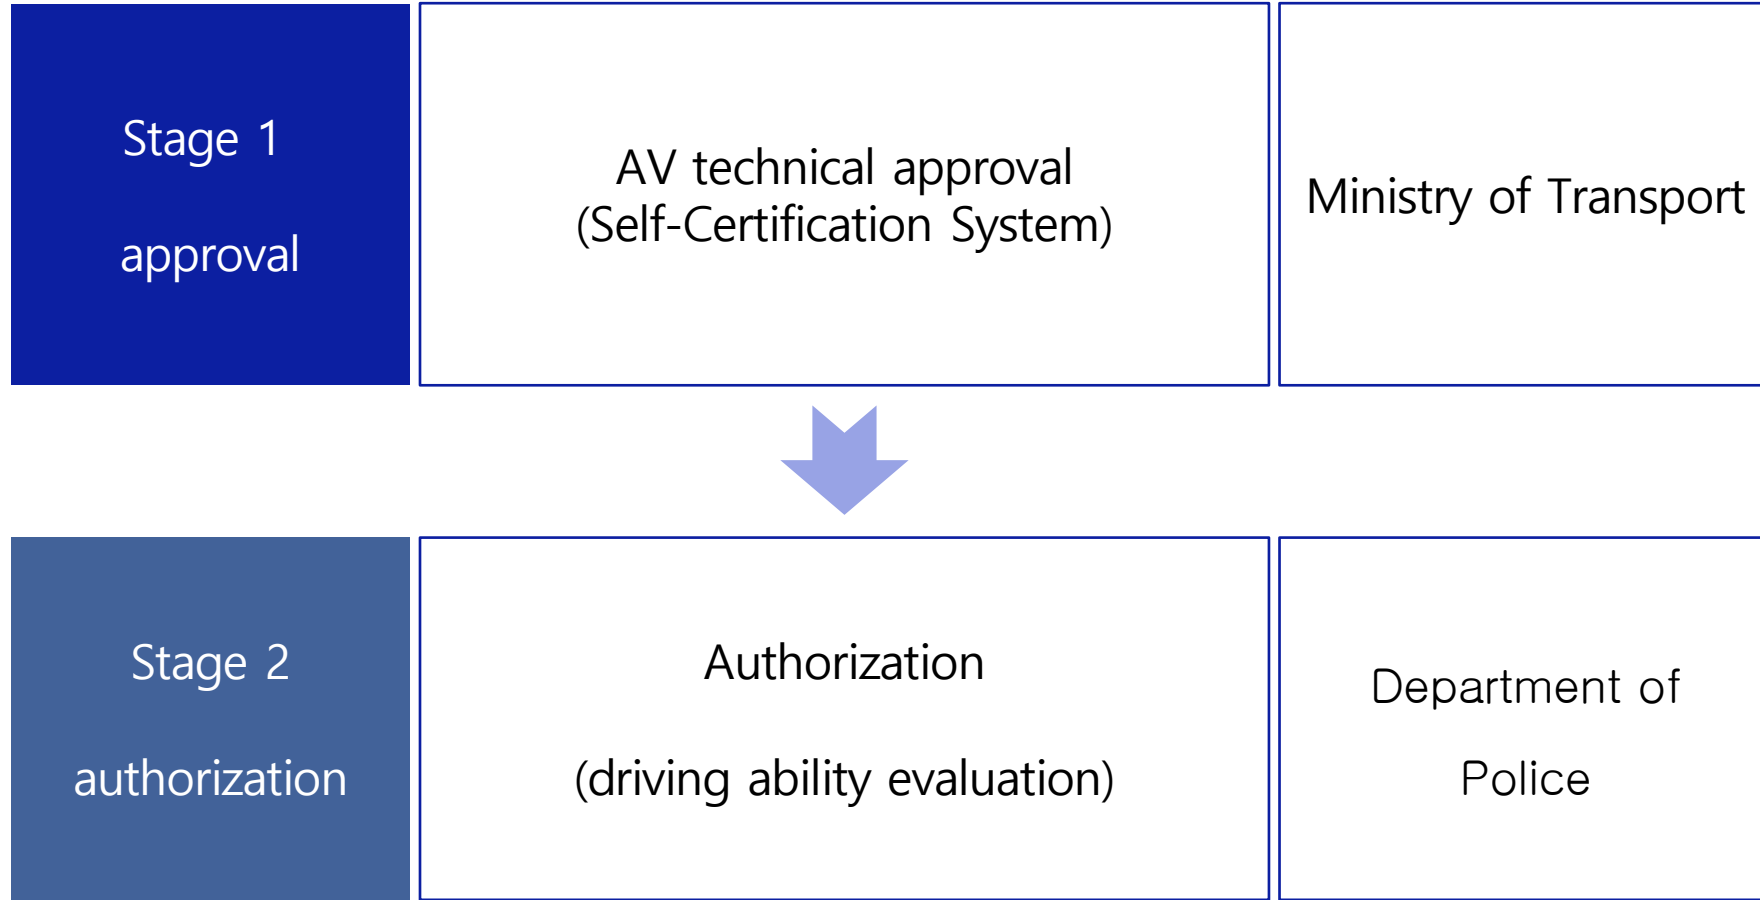 Stage 1
approval
AV technical approval
(Self-Certification System)
Ministry of Transport
Stage 2
authorization
Authorization
(driving ability evaluation)
Department of
Police